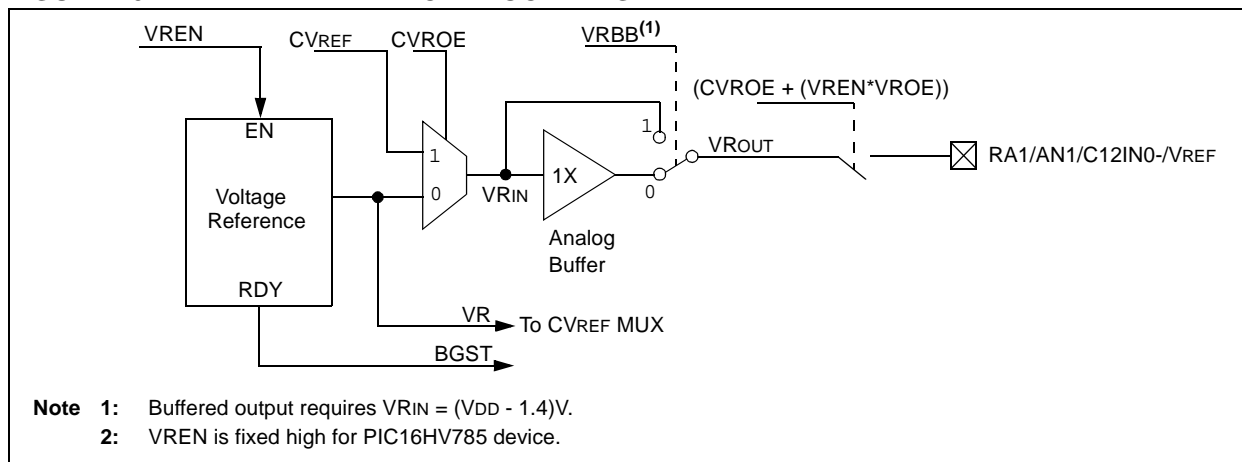 VREN
CVREF
CVROE
VRBB(1)
(CVROE + (VREN*VROE))
EN
1
1
Voltage
Reference
0
VRIN
1X
0
VROUT
RA1/AN1/C12IN0-/VREF
Analog
Buffer
RDY
VR
To CVREF MUX
BGST
Note 1: Buffered output requires VRIN = (VDD - 1.4)V.
2: VREN is fixed high for PIC16HV785 device.